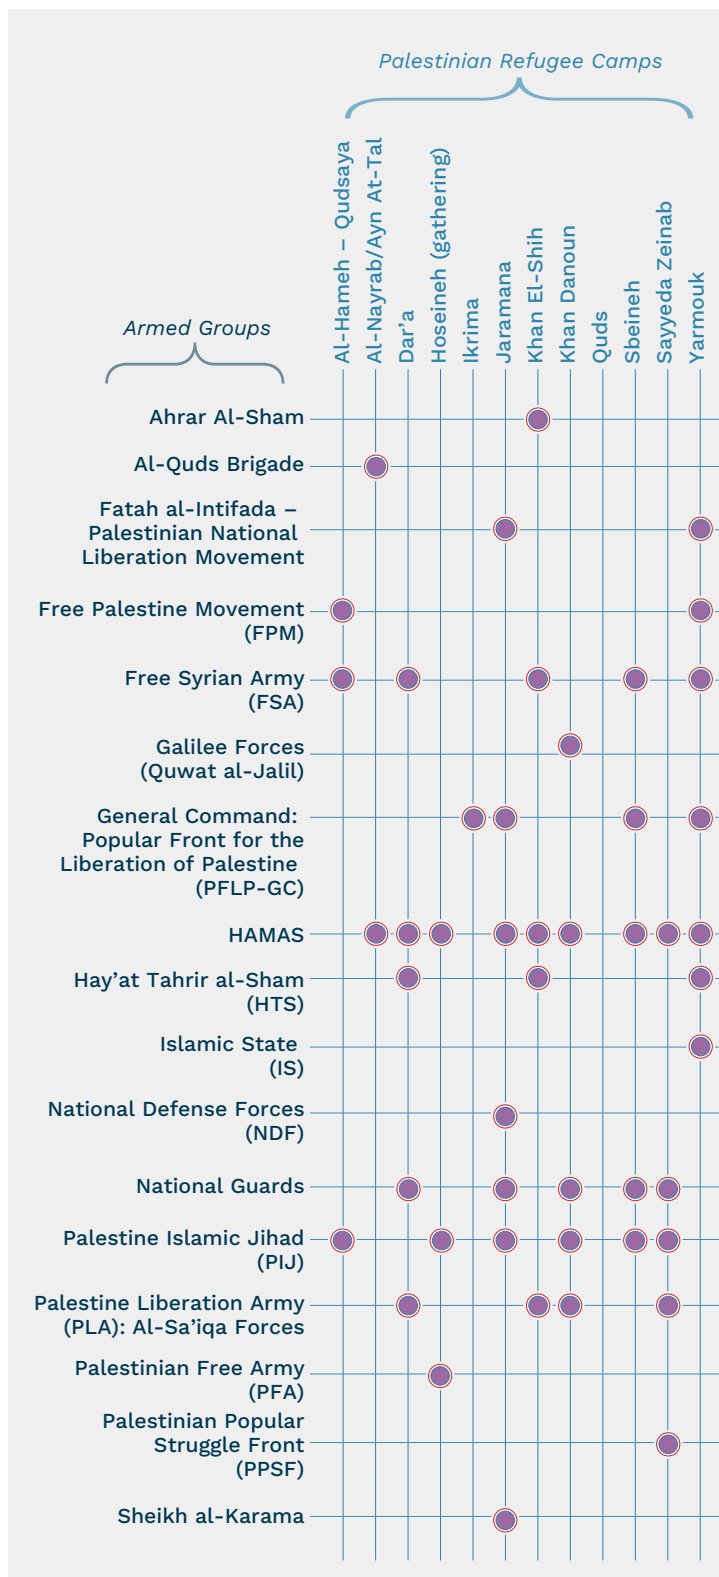 Palestinian Refugee Camps
Al-Hameh – Qudsaya
Al-Nayrab/Ayn At-Tal
Dar’a
Hoseineh (gathering)
Ikrima
Jaramana
Khan El-Shih
Khan Danoun
Quds
Sbeineh
Sayyeda Zeinab
Yarmouk
Armed Groups
Ahrar Al-Sham
Al-Quds Brigade
Fatah al-Intifada –
Palestinian National
Liberation Movement
Free Palestine Movement
(FPM)
Free Syrian Army
(FSA)
Galilee Forces
(Quwat al-Jalil)
General Command:
Popular Front for the
Liberation of Palestine
(PFLP-GC)
HAMAS
Hay’at Tahrir al-Sham
(HTS)
Islamic State
(IS)
National Defense Forces
(NDF)
National Guards
Palestine Islamic Jihad
(PIJ)
Palestine Liberation Army
(PLA): Al-Sa’iqa Forces
Palestinian Free Army
(PFA)
Palestinian Popular
Struggle Front
(PPSF)
Sheikh al-Karama